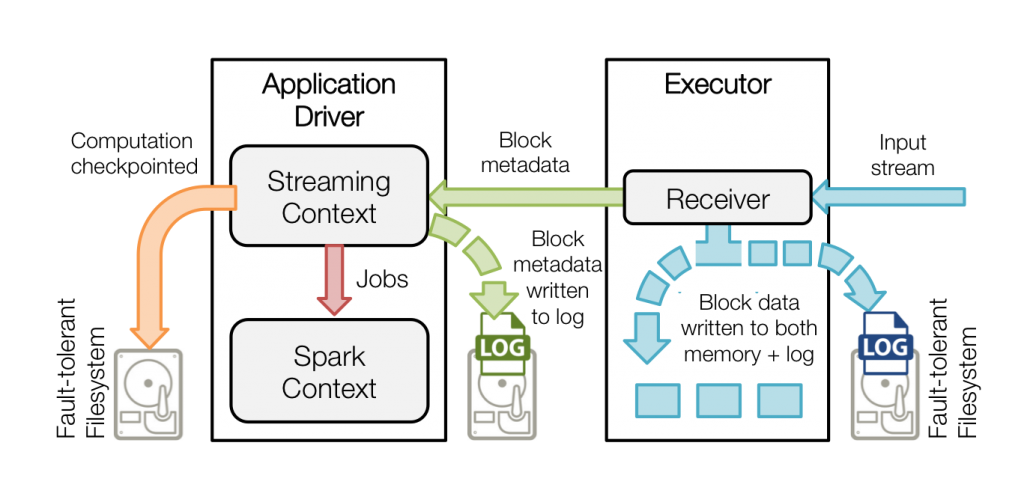 Application
Driver
Executor
Computation
checkpointed
Block
metadata
Input
stream
Streaming
Context
Receiver
Block
metadata
written
to log
Jobs
Block data
written to both
memory + log
Fault-tolerant
Filesystem
Spark
Context
LOG
LOG
Fault-tolerant
Filesystem